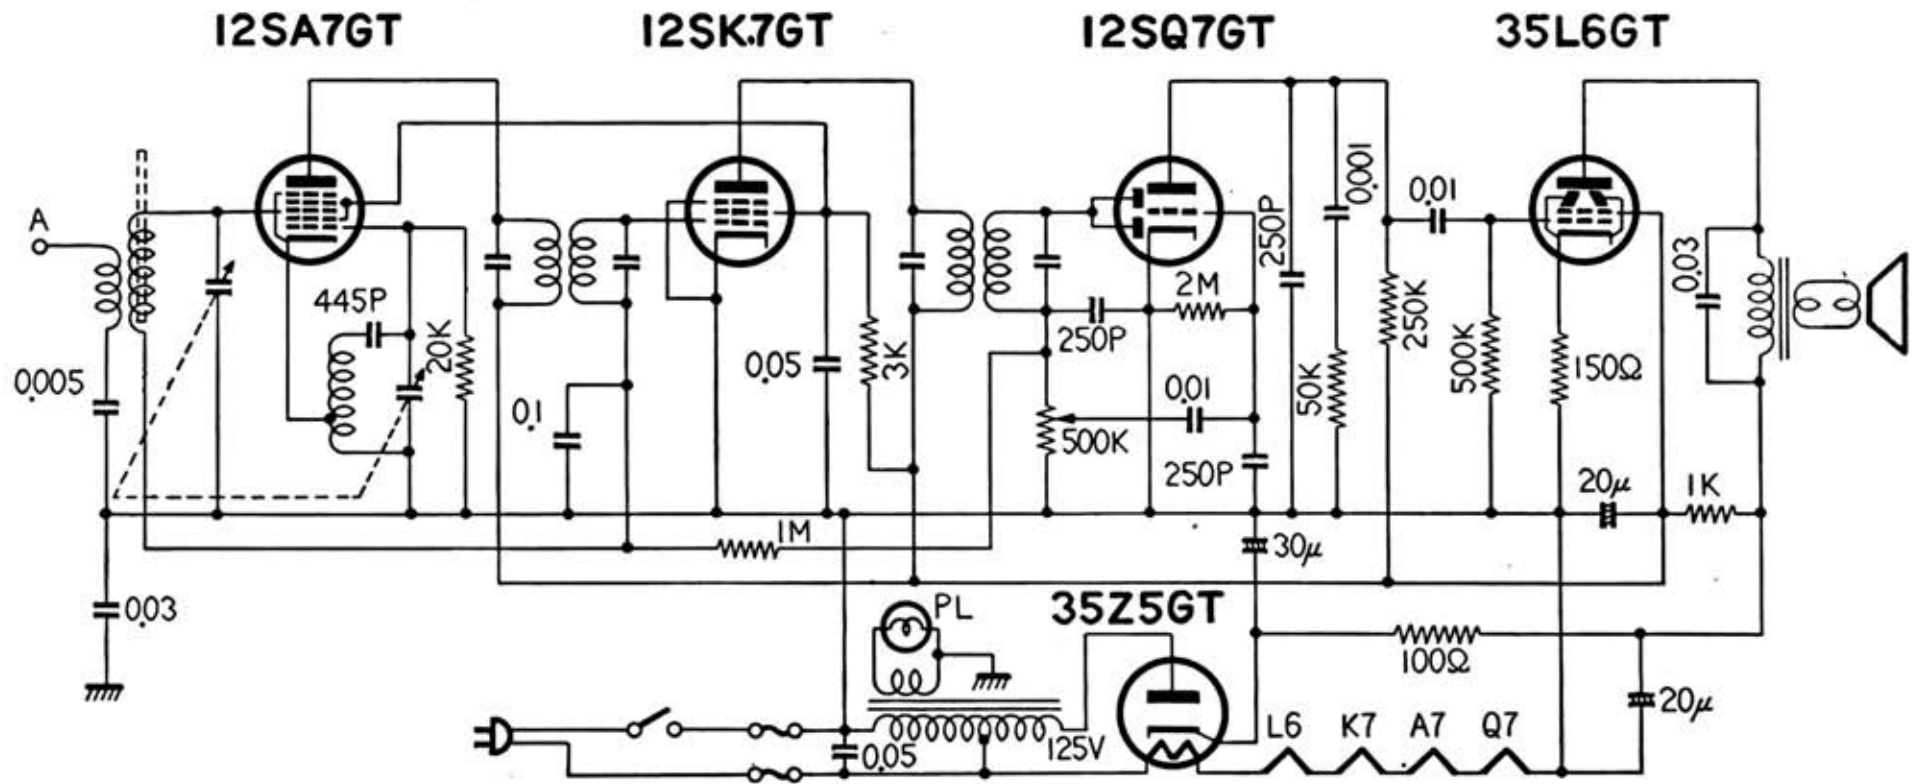 12SA7GT
12SK7GT
12SQ7GT
35L6GT
A
445P
20K
0.0005
0.1
0.05
3K
250P
2M
0.01
500K
250P
250P
0.001
50K
250K
0.01
500K
150Ω
0.03
20μ
1K
1M
30μ
0.03
PL
35Z5GT
100Ω
20μ
0.05
125V
L6
K7
A7
Q7